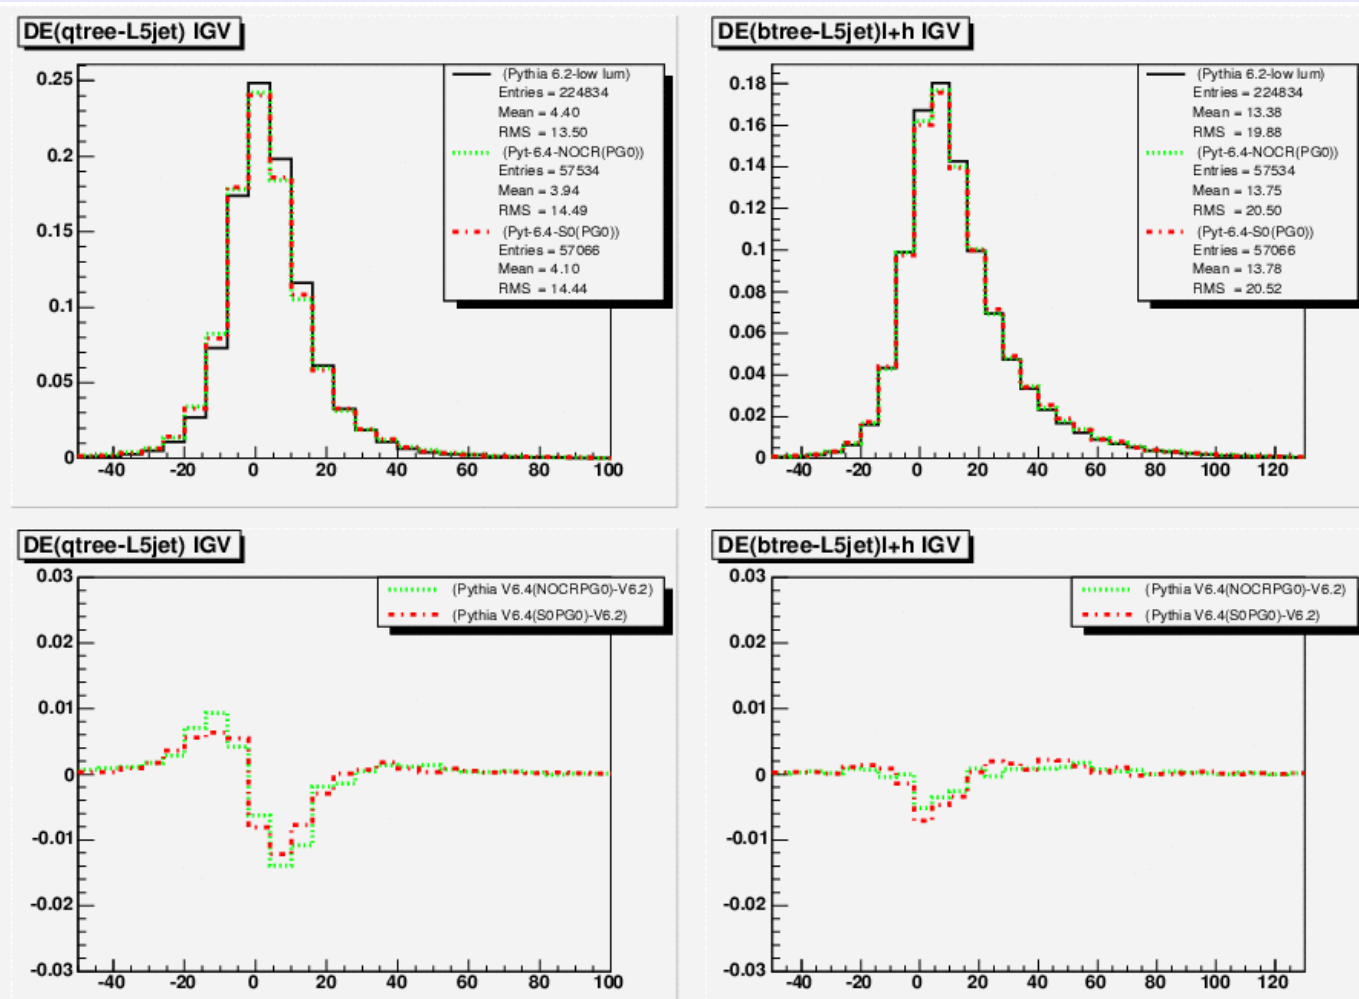 DE(qtree-L5jet) IGV
(Pythia 6.2-low lum)
Entries = 224834
Mean = 4.40
RMS = 13.50
(Pyt-6.4-NOCR(PG0))
Entries = 57534
Mean = 3.94
RMS = 14.49
(Pyt-6.4-S0(PG0))
Entries = 57066
Mean = 4.10
RMS = 14.44
0.25
0.2
0.15
0.1
0.05
0
-40 -20 0 20 40 60 80 100
DE(btree-L5jet)l+h IGV
(Pythia 6.2-low lum)
Entries = 224834
Mean = 13.38
RMS = 19.88
(Pyt-6.4-NOCR(PG0))
Entries = 57534
Mean = 13.75
RMS = 20.50
(Pyt-6.4-S0(PG0))
Entries = 57066
Mean = 13.78
RMS = 20.52
0.18
0.16
0.14
0.12
0.1
0.08
0.06
0.04
0.02
0
-40 -20 0 20 40 60 80 100 120
DE(qtree-L5jet) IGV
(Pythia V6.4(NOCRPG0)-V6.2)
(Pythia V6.4(S0PG0)-V6.2)
0.03
0.02
0.01
0
-0.01
-0.02
-0.03
-40 -20 0 20 40 60 80 100
DE(btree-L5jet)l+h IGV
(Pythia V6.4(NOCRPG0)-V6.2)
(Pythia V6.4(S0PG0)-V6.2)
0.03
0.02
0.01
0
-0.01
-0.02
-0.03
-40 -20 0 20 40 60 80 100 120